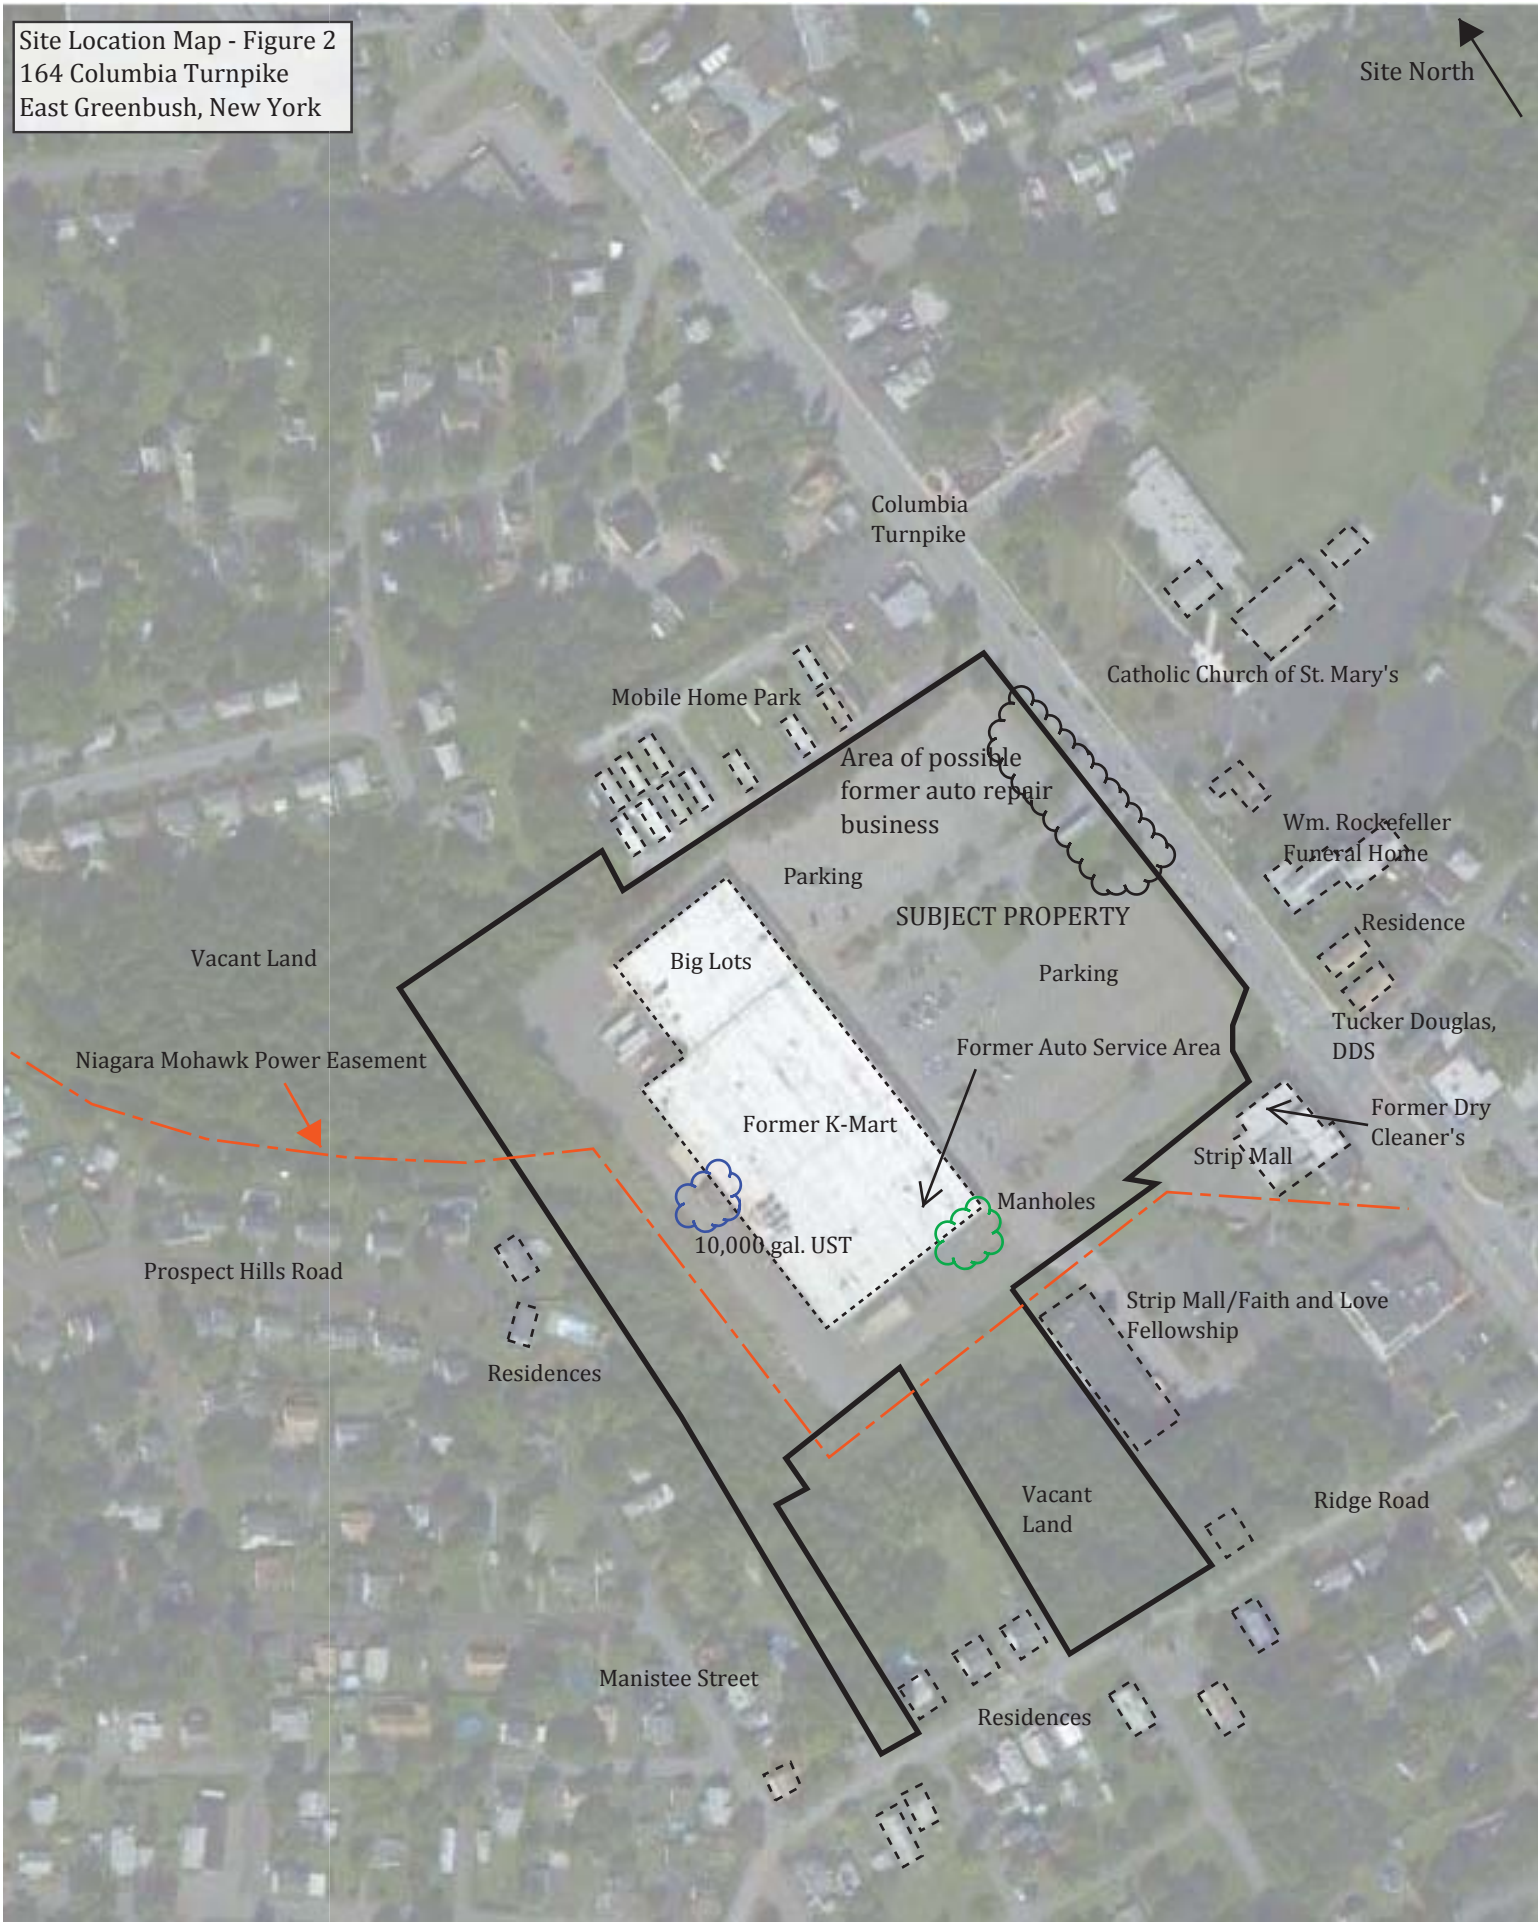 Site Location Map - Figure 2
164 Columbia Turnpike
East Greenbush, New York
Site North
Columbia
Turnpike
Catholic Church of St. Mary's
Mobile Home Park
Area of possible
former auto repair
business
Wm. Rockefeller
Funeral Home
Parking
SUBJECT PROPERTY
Residence
Vacant Land
Big Lots
Parking
Tucker Douglas,
DDS
Niagara Mohawk Power Easement
Former Auto Service Area
Former Dry
Cleaner's
Former K-Mart
Strip Mall
Manholes
10,000 gal. UST
Prospect Hills Road
Strip Mall/Faith and Love
Fellowship
Residences
Vacant
Land
Ridge Road
Manistee Street
Residences